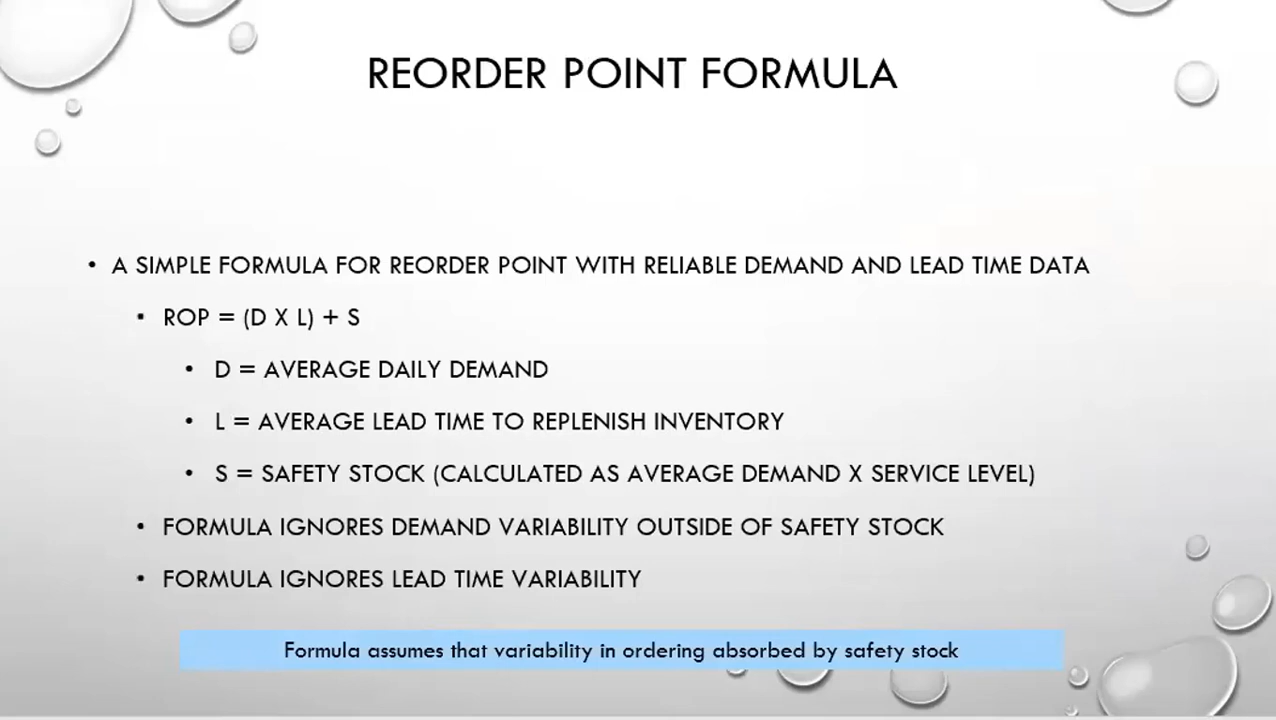 REORDER POINT FORMULA
• A SIMPLE FORMULA FOR REORDER POINT WITH RELIABLE DEMAND AND LEAD TIME DATA
• ROP = (D X L) + S
• D = AVERAGE DAILY DEMAND
• L = AVERAGE LEAD TIME TO REPLENISH INVENTORY
• S = SAFETY STOCK (CALCULATED AS AVERAGE DEMAND X SERVICE LEVEL)
• FORMULA IGNORES DEMAND VARIABILITY OUTSIDE OF SAFETY STOCK
• FORMULA IGNORES LEAD TIME VARIABILITY
Formula assumes that variability in ordering absorbed by safety stock